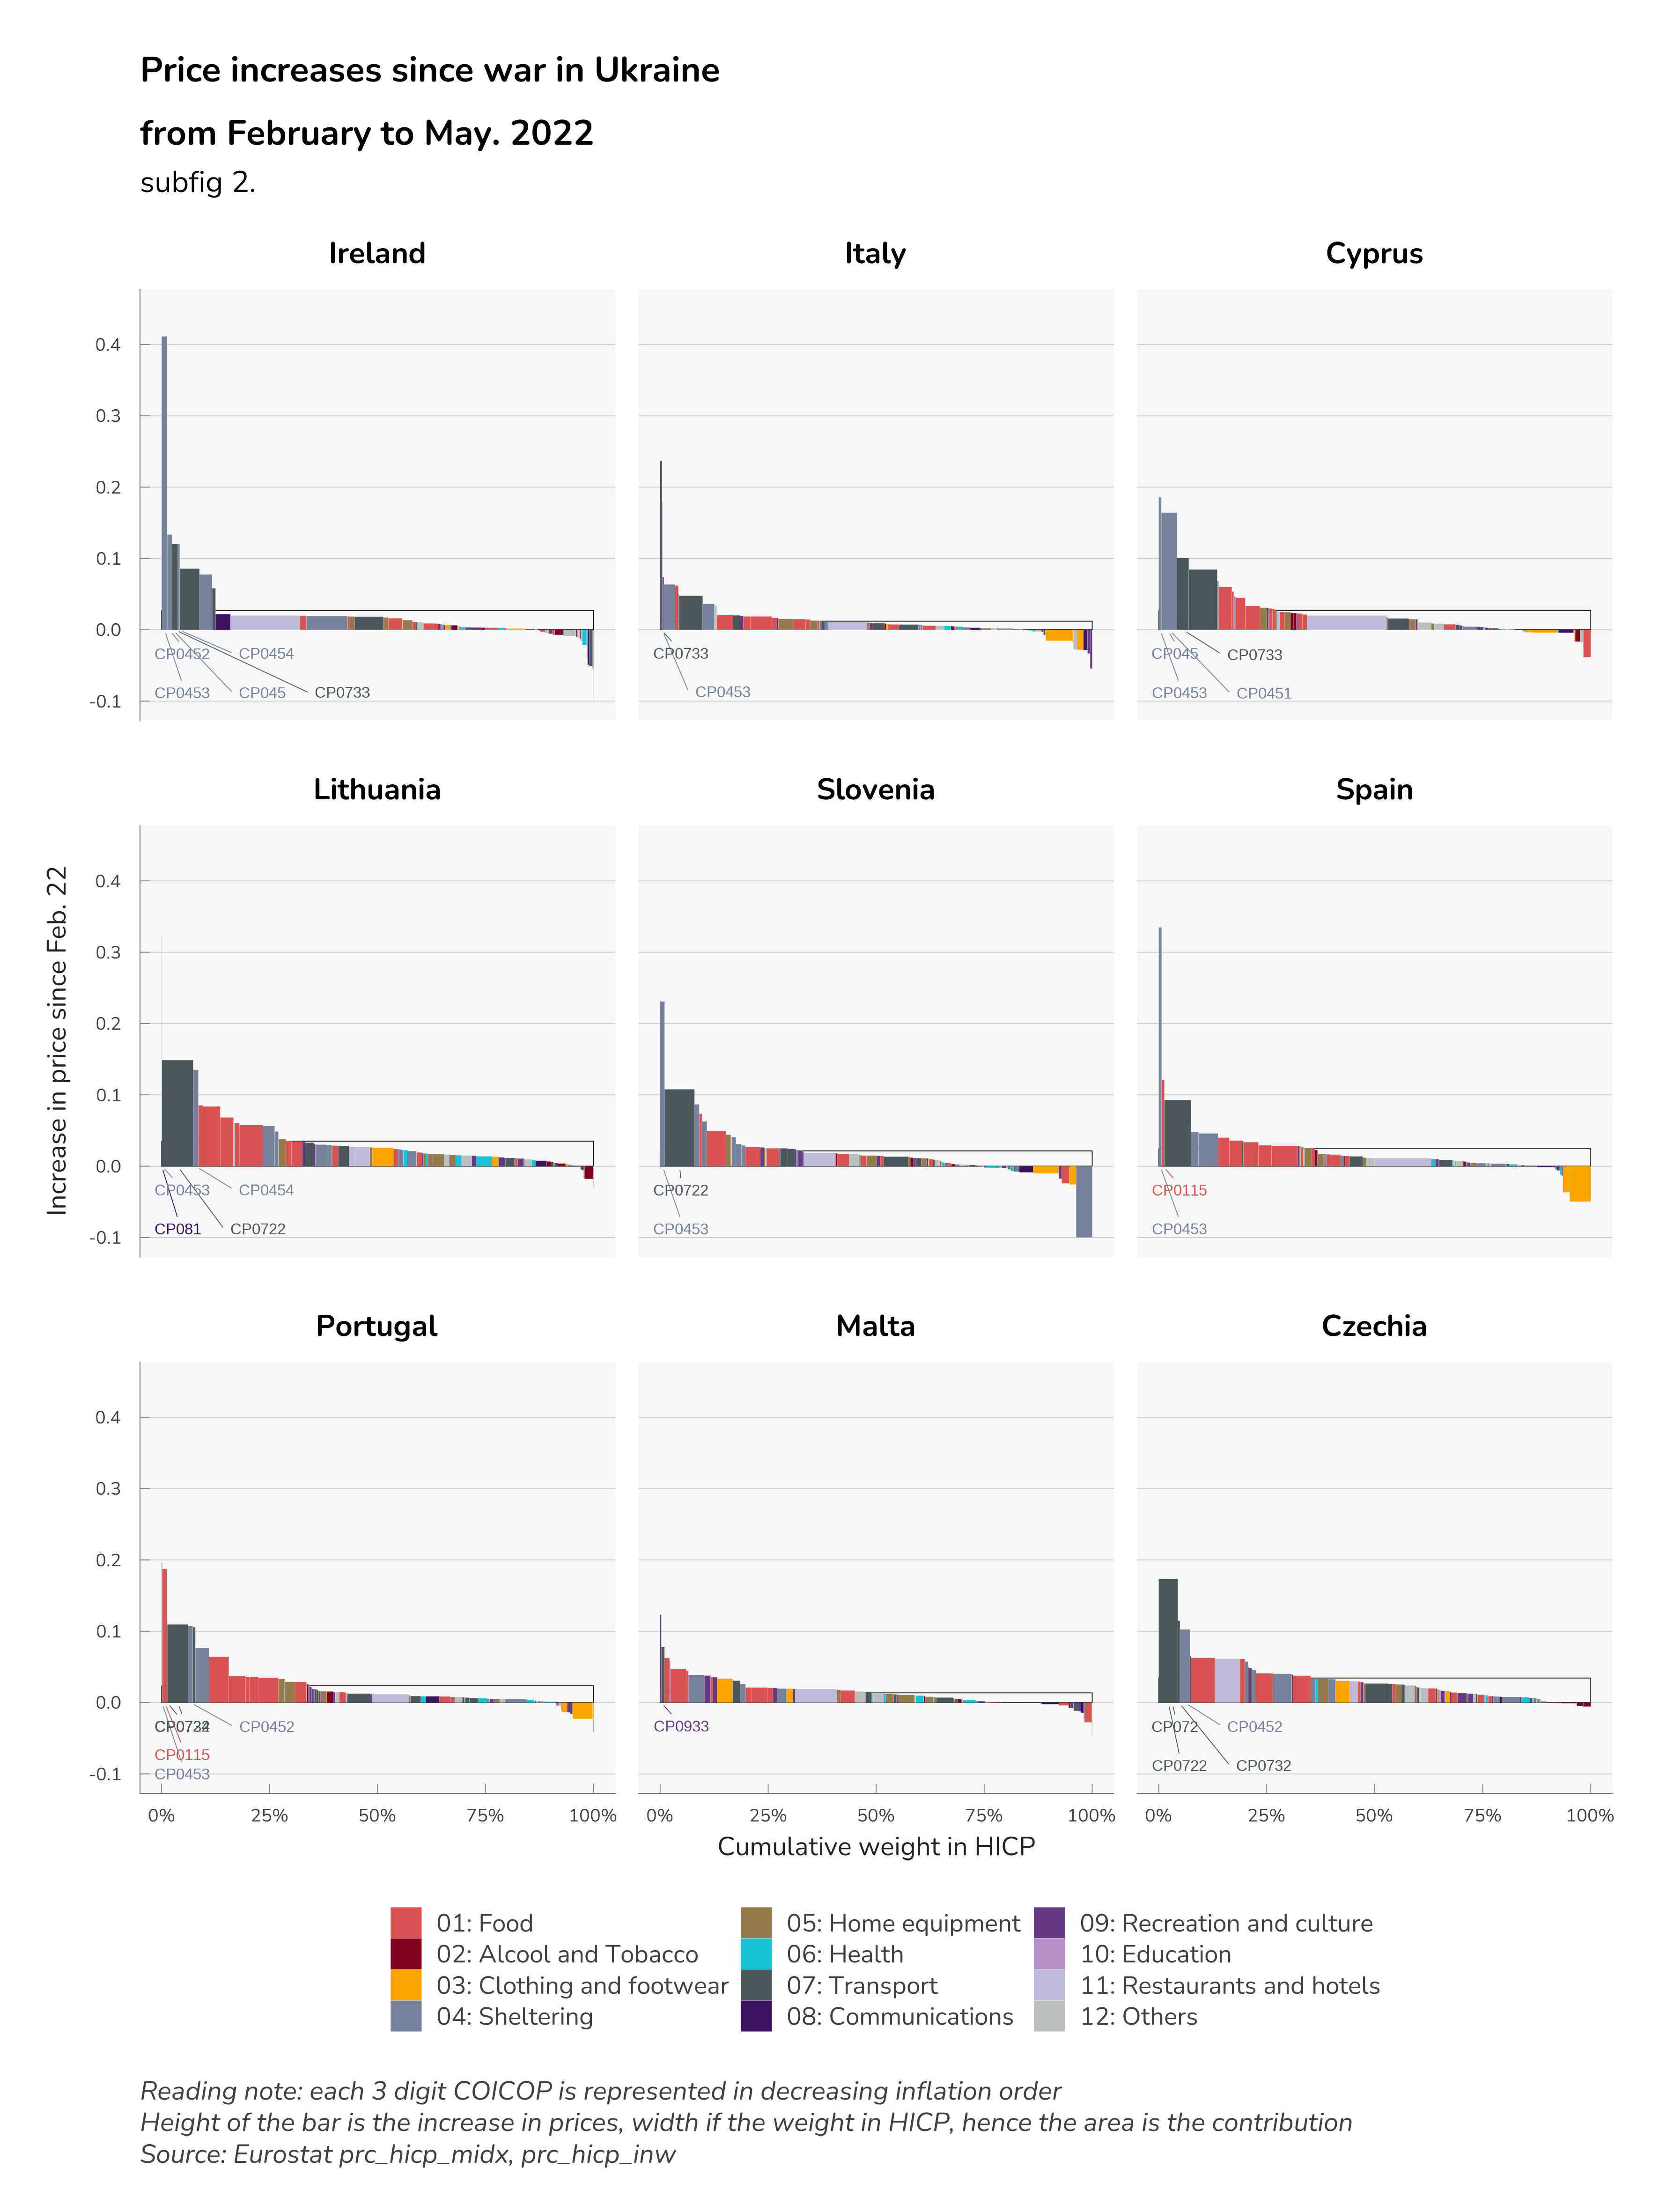 Price increases since war in Ukraine
from February to May. 2022
subfig 2.
Ireland
Italy
Cyprus
0.4
0.3
0.2
0.1
0.0
-0.1
CP0452
CP0454
CP0453
CP045
CP0733
CP0733
CP0453
CP045
CP0733
CP0453
CP0451
Lithuania
Slovenia
Spain
Increase in price since Feb. 22
0.4
0.3
0.2
0.1
0.0
-0.1
CP0453
CP0454
CP081
CP0722
CP0722
CP0453
CP0115
CP0453
Portugal
Malta
Czechia
0.4
0.3
0.2
0.1
0.0
-0.1
CP0452
CP0115
CP0453
CP0933
CP072
CP0452
CP0722
CP0732
0% 25% 50% 75% 100%
0% 25% 50% 75% 100%
0% 25% 50% 75% 100%
Cumulative weight in HICP
01: Food
02: Alcool and Tobacco
03: Clothing and footwear
04: Sheltering
05: Home equipment
06: Health
07: Transport
08: Communications
09: Recreation and culture
10: Education
11: Restaurants and hotels
12: Others
Reading note: each 3 digit COICOP is represented in decreasing inflation order
Height of the bar is the increase in prices, width if the weight in HICP, hence the area is the contribution
Source: Eurostat prc_hicp_midx, prc_hicp_inw